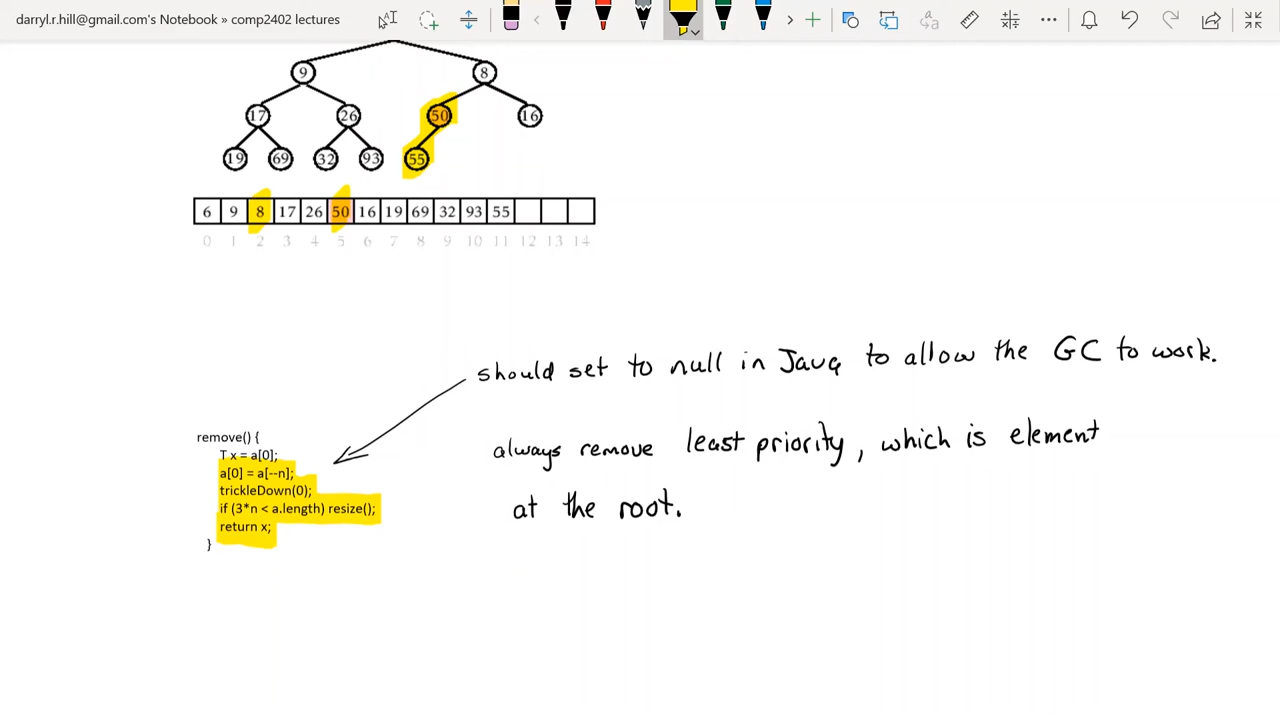 darryl.r.hill@gmail.com's Notebook » comp2402 lectures
9 8
17 26 50 16
19 69 32 93 55
6 9 8 17 26 50 16 19 69 32 93 55
0 1 2 3 4 5 6 7 8 9 10 11 12 13 14
should set to null in Java to allow the GC to work.
remove() {
T x = a[0];
a[0] = a[--n];
trickleDown(0);
if (3*n < a.length) resize();
return x;
}
always remove least priority, which is element
at the root.